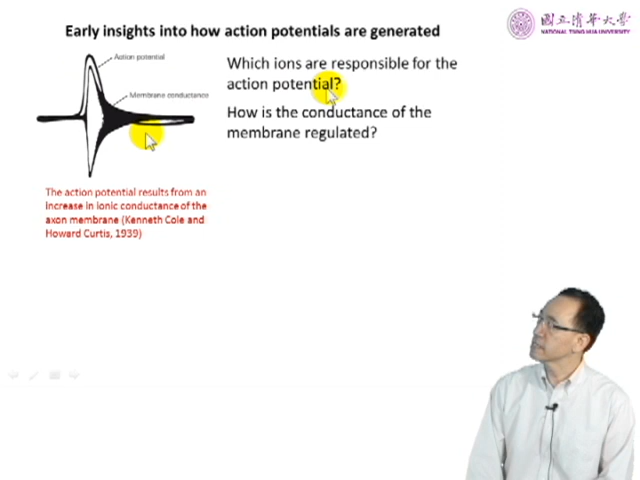 Early insights into how action potentials are generated
國立清華大學
NATIONAL TSING HUA UNIVERSITY
Action potential
Membrane conductance
Which ions are responsible for the
action potential?
How is the conductance of the
membrane regulated?
The action potential results from an
increase in ionic conductance of the
axon membrane (Kenneth Cole and
Howard Curtis, 1939)